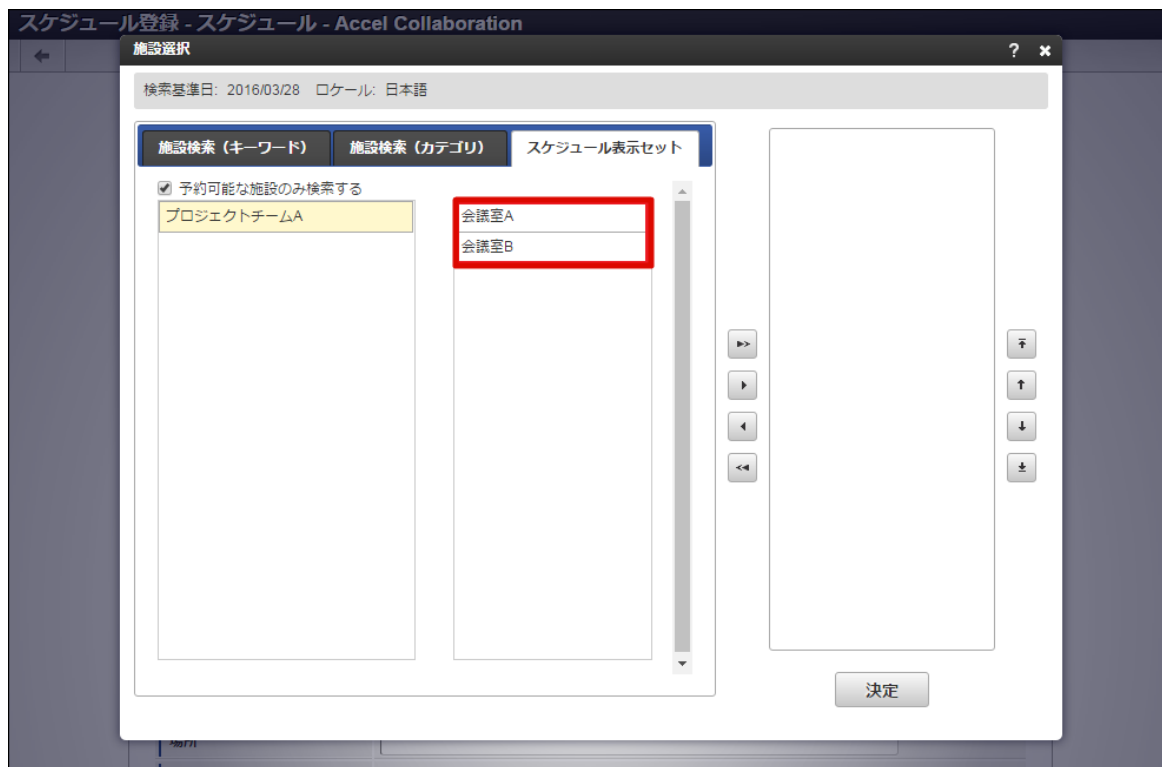 スケジュール登録 - スケジュール - Accel Collaboration
施設選択
検索基準日: 2016/03/28 ロケール: 日本語
施設検索（キーワード） 施設検索（カテゴリ） スケジュール表示セット
予約可能な施設のみ検索する
プロジェクトチームA
会議室A
会議室B
決定
場所